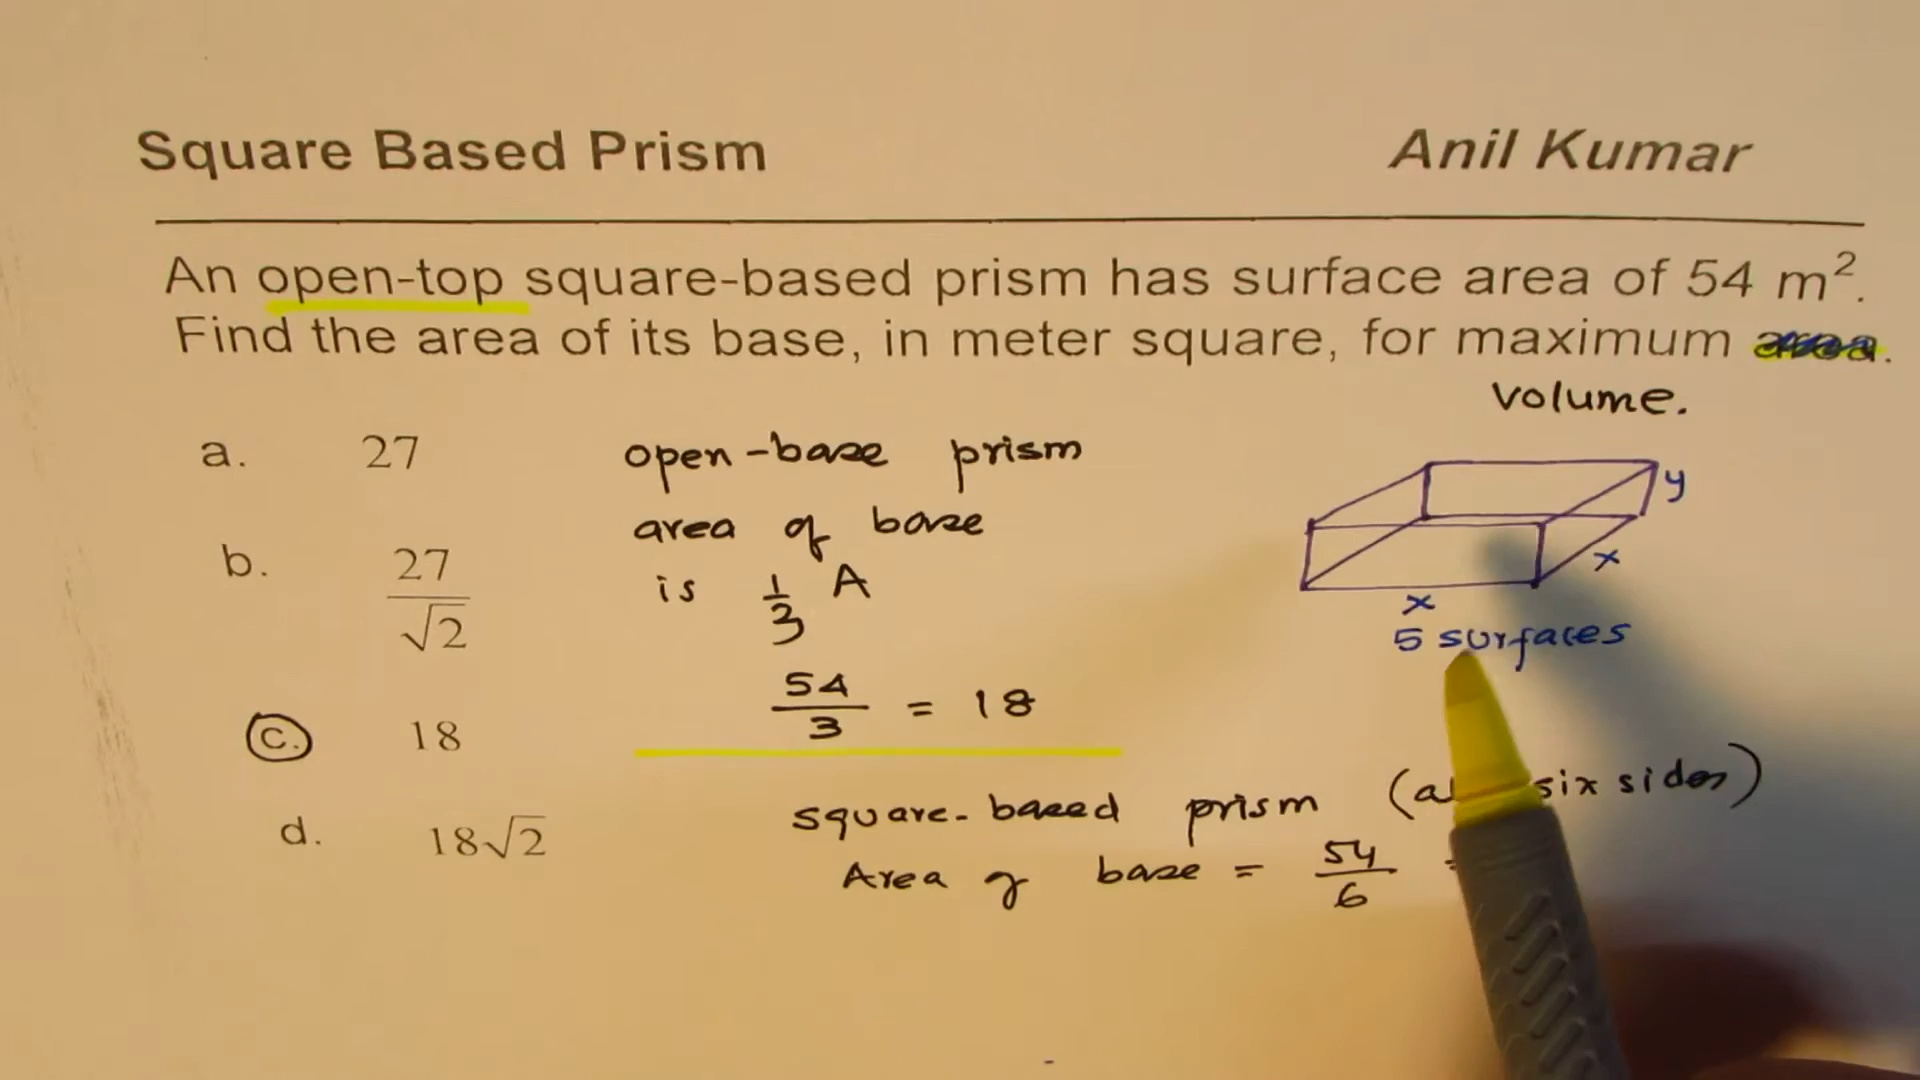 Square Based Prism
Anil Kumar
An open-top square-based prism has surface area of 54 m².
Find the area of its base, in meter square, for maximum
volume.
a. 27
b. 27/√2
c. 18
d. 18√2
open-base prism
area of base
is 1/3 A
54/3 = 18
y
x
x
5 surfaces
square-based prism ( six sides)
Area of base = 54/6